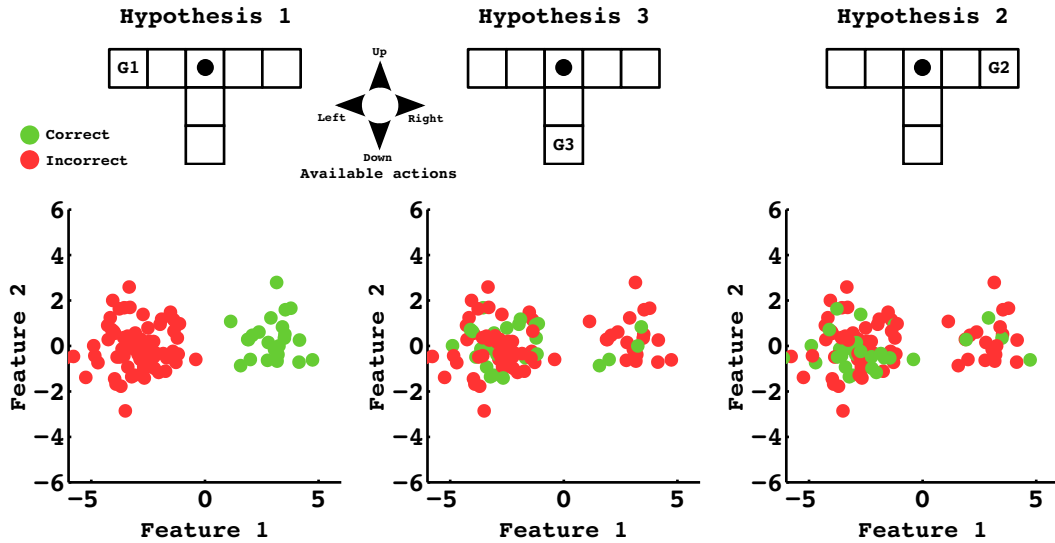 Hypothesis 1
Hypothesis 3
Hypothesis 2
G1
Up
G2
Left
Right
Correct
Incorrect
G3
Down
Available actions
6
4
2
0
−2
−4
−6
Feature 2
−5
0
5
Feature 1
6
4
2
0
−2
−4
−6
Feature 2
−5
0
5
Feature 1
6
4
2
0
−2
−4
−6
Feature 2
−5
0
5
Feature 1